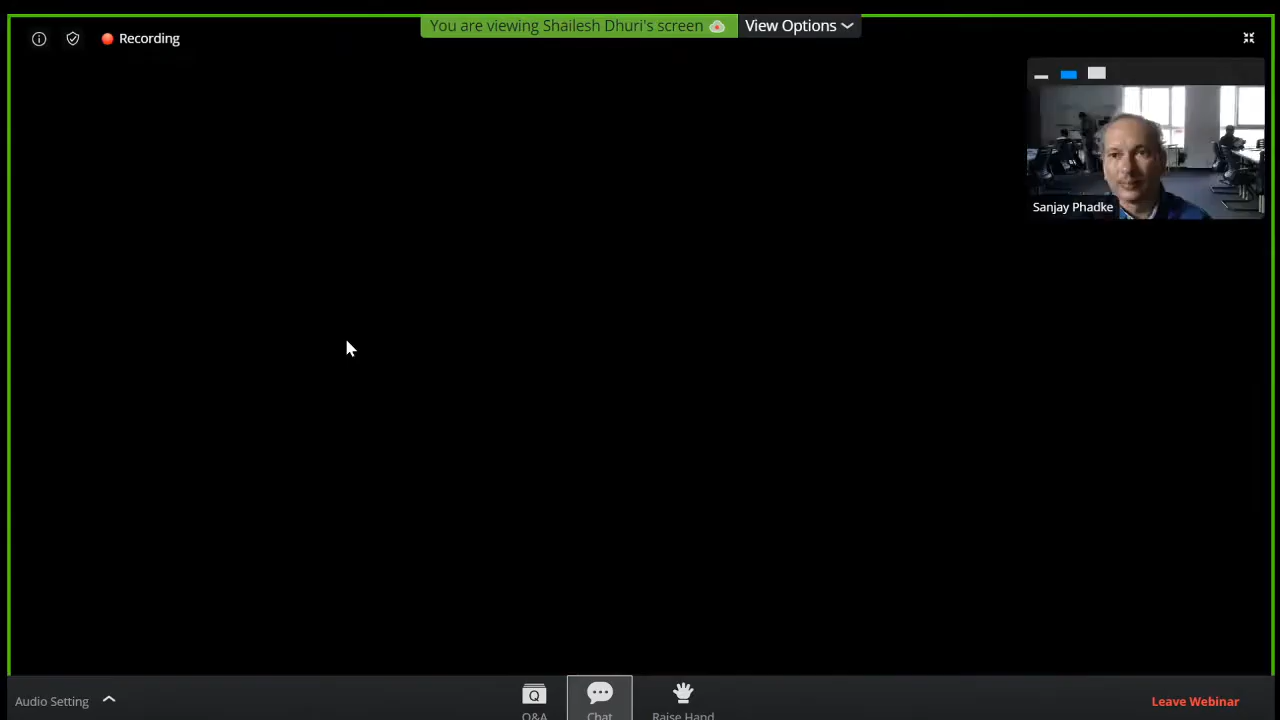 You are viewing Shailesh Dhuri's screen
View Options
Recording
Sanjay Phadke
Audio Setting
Q&A
Chat
Raise Hand
Leave Webinar